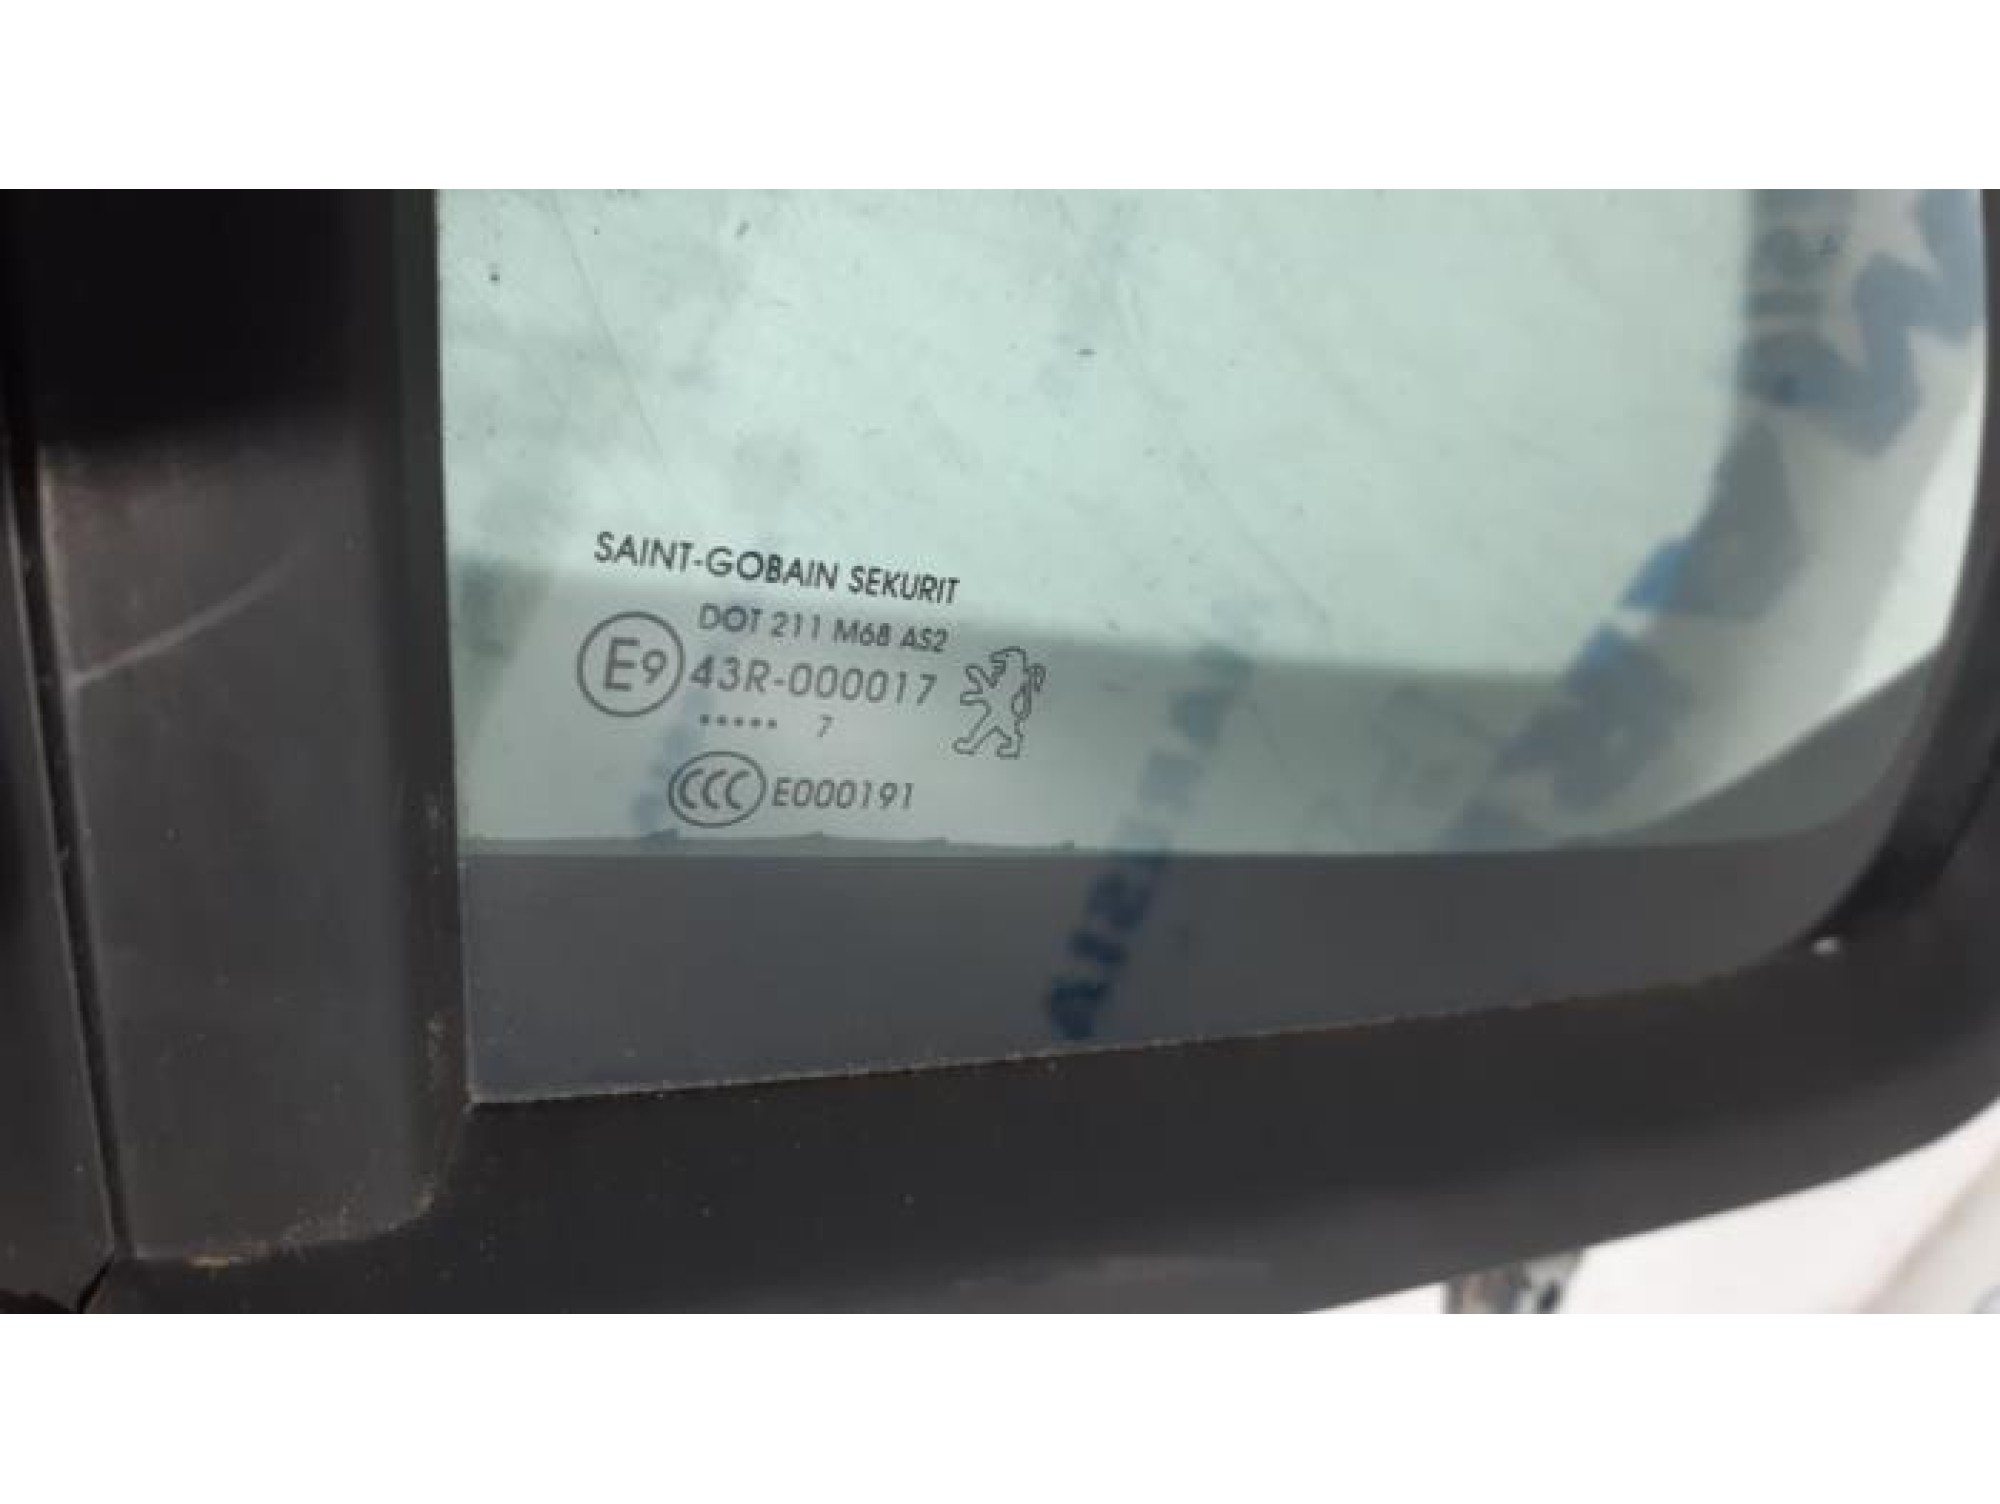 SAINT-GOBAIN SEKURIT
DOT 211 M68 AS2
E9 43R-000017
..... 7
CCC E000191